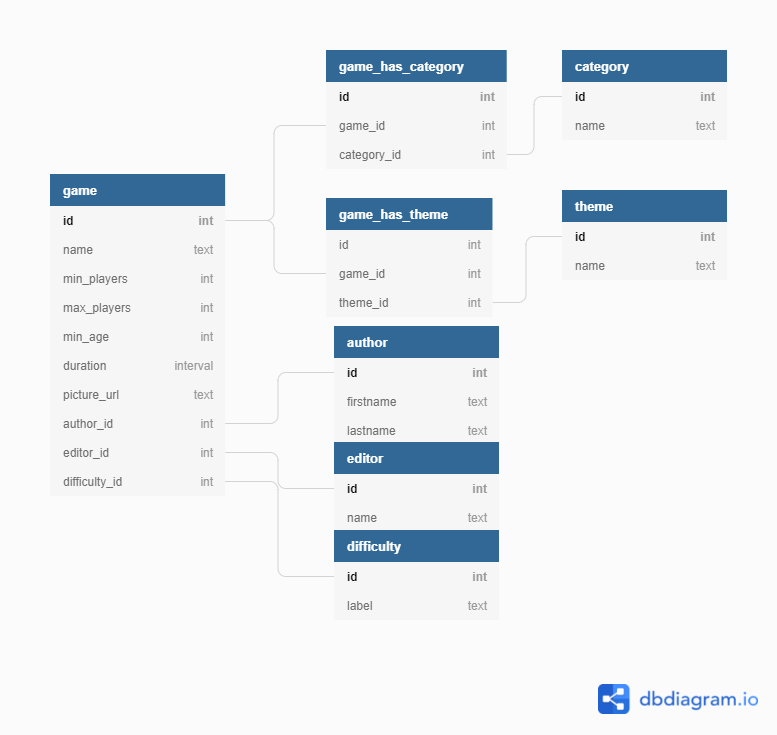 game
id int
name text
min_players int
max_players int
min_age int
duration interval
picture_url text
author_id int
editor_id int
difficulty_id int
game_has_category
id int
game_id int
category_id int
category
id int
name text
game_has_theme
id int
game_id int
theme_id int
theme
id int
name text
author
id int
firstname text
lastname text
editor
id int
name text
difficulty
id int
label text
dbdiagram.io